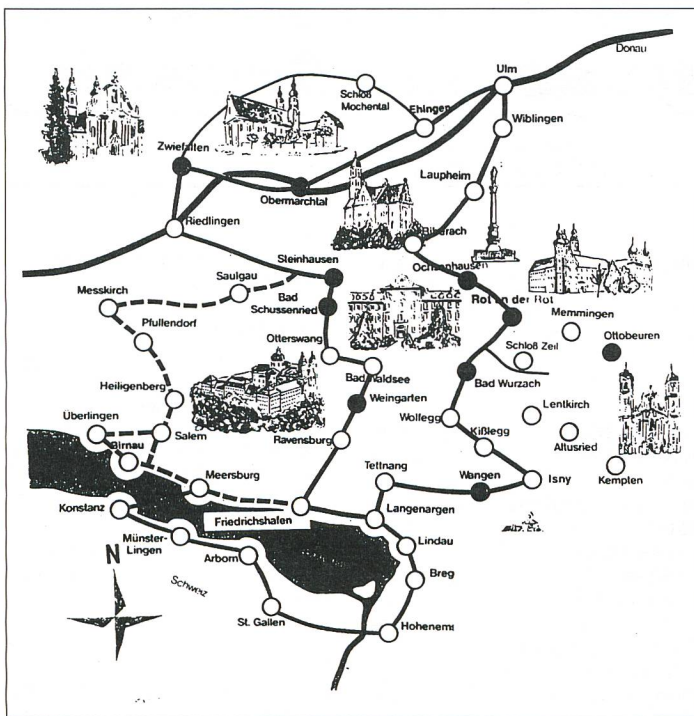 Donau
Ulm
Schloß
Mochental
Ehingen
Wiblingen
Zwiefalten
Laupheim
Obermarchtal
Riedlingen
Biberach
Steinhausen
Ochsenhausen
Saulgau
Messkirch
Bad
Schussenried
Rot an der Rot
Memmingen
Pfullendorf
Otterswang
Schloß Zeil
Ottobeuren
Bad Waldsee
Bad Wurzach
Heiligenberg
Weingarten
Lentkirch
Überlingen
Wollegg
Birnau
Salem
Ravensburg
Kißlegg
Altusried
Meersburg
Tettnang
Wangen
Isny
Kempten
Konstanz
Friedrichshafen
Langenargen
Münster-
Lingen
Lindau
N
Arborn
Breg
Schweiz
St. Gallen
Hohenems